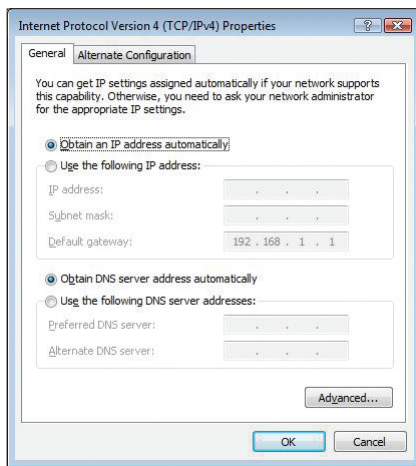 Internet Protocol Version 4 (TCP/IPv4) Properties
General
Alternate Configuration
You can get IP settings assigned automatically if your network supports
this capability. Otherwise, you need to ask your network administrator
for the appropriate IP settings.
Obtain an IP address automatically
Use the following IP address:
IP address:
. . .
Subnet mask:
. . .
Default gateway:
192 . 168 . 1 . 1
Obtain DNS server address automatically
Use the following DNS server addresses:
Preferred DNS server:
. . .
Alternate DNS server:
. . .
Advanced...
OK
Cancel